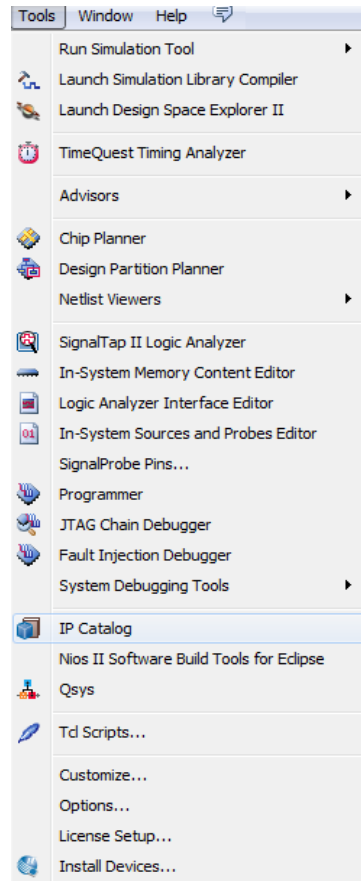 Tools Window Help
Run Simulation Tool
Launch Simulation Library Compiler
Launch Design Space Explorer II
TimeQuest Timing Analyzer
Advisors
Chip Planner
Design Partition Planner
Netlist Viewers
SignalTap II Logic Analyzer
In-System Memory Content Editor
Logic Analyzer Interface Editor
In-System Sources and Probes Editor
SignalProbe Pins...
Programmer
JTAG Chain Debugger
Fault Injection Debugger
System Debugging Tools
IP Catalog
Nios II Software Build Tools for Eclipse
Qsys
Tcl Scripts...
Customize...
Options...
License Setup...
Install Devices...